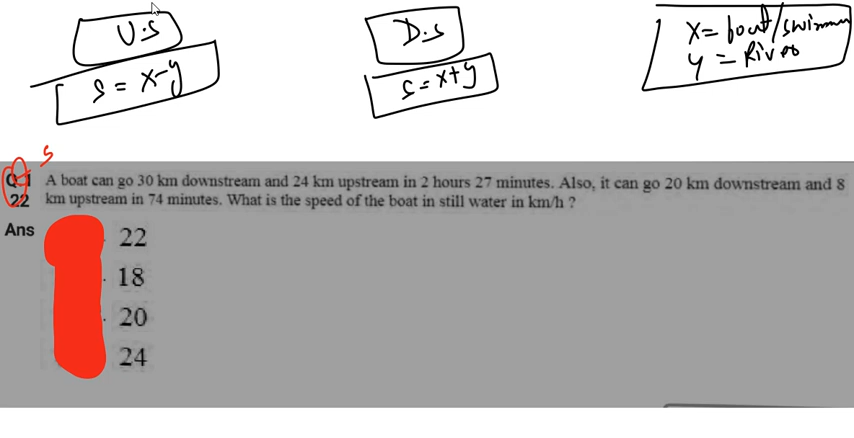 U.S
S = x-y
D.S
S = x+y
x = boat/swimmer
y = River
S
Q.1 A boat can go 30 km downstream and 24 km upstream in 2 hours 27 minutes. Also, it can go 20 km downstream and 8
22 km upstream in 74 minutes. What is the speed of the boat in still water in km/h ?
Ans
22
18
20
24